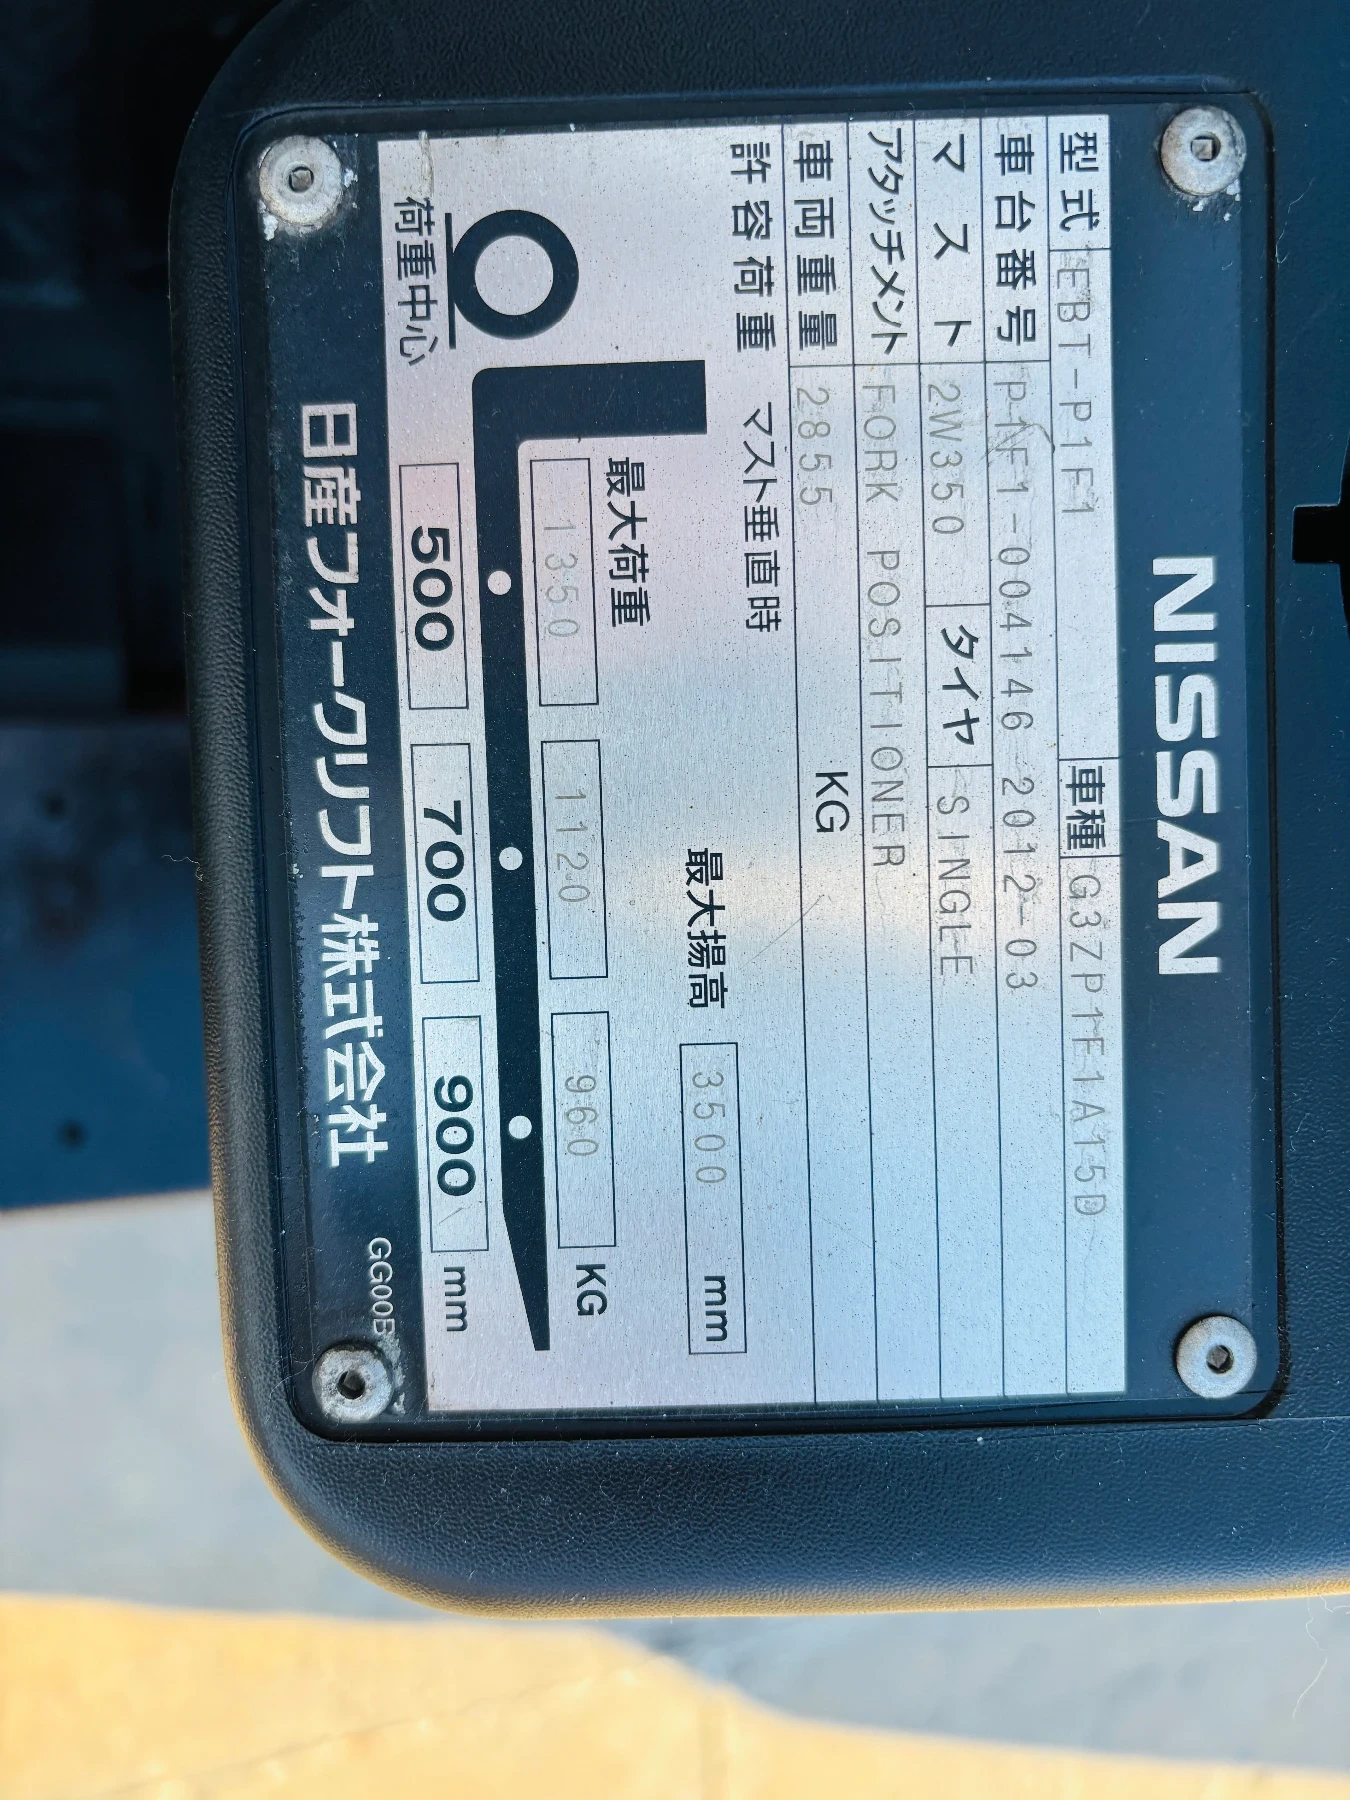 NISSAN
型式 EBT-P1F1 車種 G3ZP1E1A15D
車台番号 P1F1-004146 2012-03
マスト 2W350 タイヤ SINGLE
アタッチメント FORK POSITIONER
車両重量 2855 KG
許容荷重 マスト垂直時 最大揚高 3500 mm
最大荷重
1350 1120 960 KG
荷重中心 500 700 900 mm
日産フォークリフト株式会社 GG00B